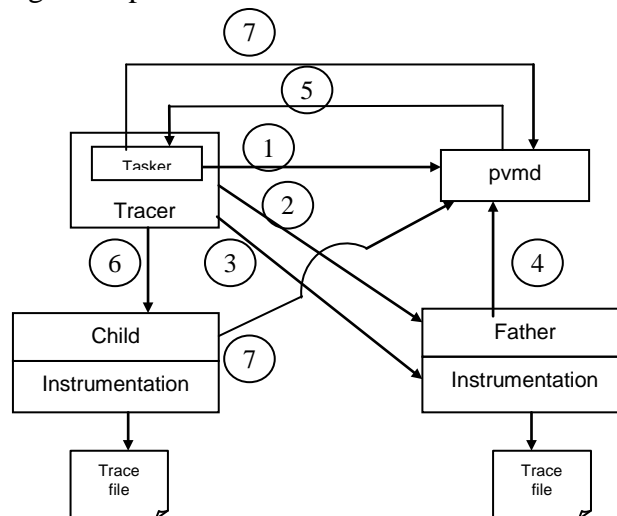 7
5
1
Tasker
pvmd
Tracer
2
6
3
4
Child
Father
7
Instrumentation
Instrumentation
Trace
file
Trace
file